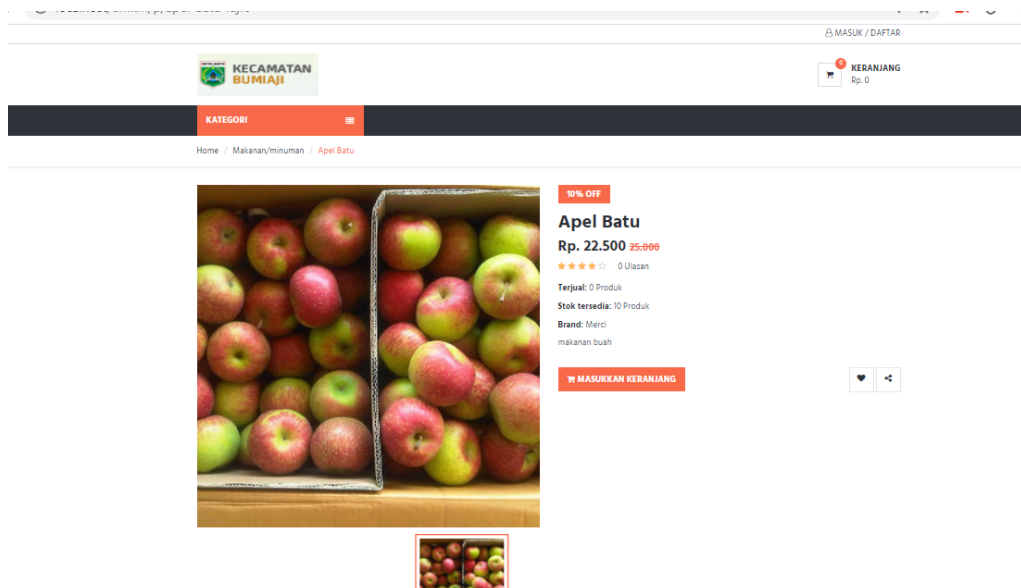 MASUK / DAFTAR
KECAMATAN
BUMIAJI
0
KERANJANG
Rp. 0
KATEGORI
Home / Makanan/minuman / Apel Batu
10% OFF
Apel Batu
Rp. 22.500 25.000
0 Ulasan
Terjual: 0 Produk
Stok tersedia: 10 Produk
Brand: Merci
makanan buah
MASUKKAN KERANJANG